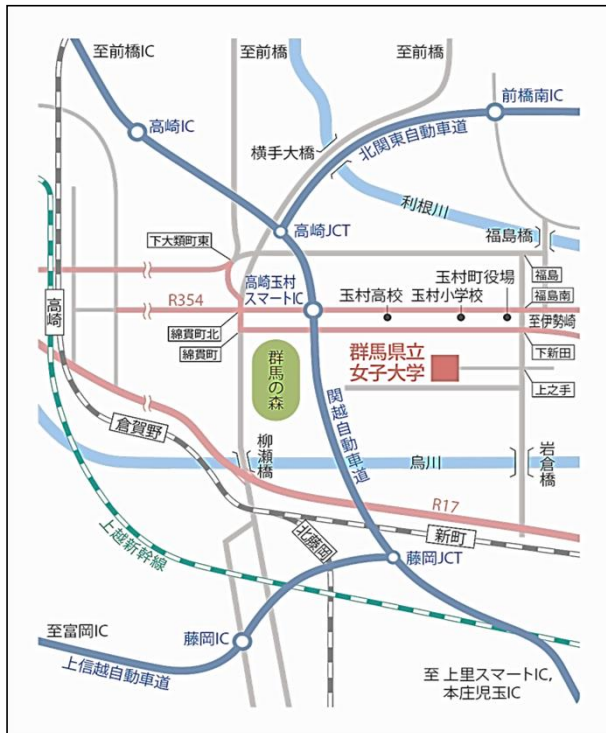 至前橋IC
至前橋
至前橋
前橋南IC
高崎IC
横手大橋
北関東自動車道
利根川
高崎JCT
福島橋
下大類町東
福島
高崎玉村
スマートIC
玉村町役場
玉村高校
玉村小学校
福島南
R354
至伊勢崎
高崎
綿貫町北
綿貫町
下新田
群馬の森
群馬県立
女子大学
上之手
関越自動車道
倉賀野
柳瀬橋
烏川
岩倉橋
R17
新町
北藤岡
上越新幹線
藤岡JCT
至富岡IC
藤岡IC
上信越自動車道
至 上里スマートIC,
本庄児玉IC